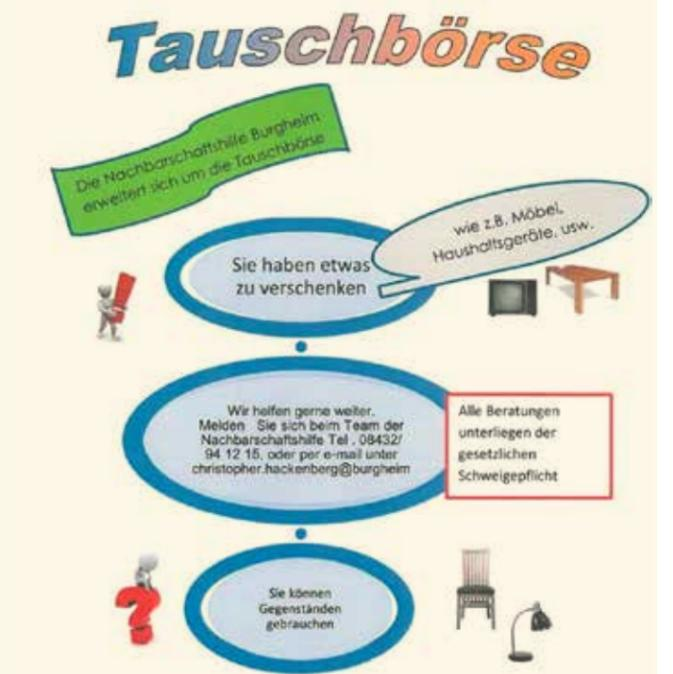 Tauschbörse
Die Nachbarschaftshilfe Burgheim
erweitert sich um die Tauschbörse
wie z.B. Möbel,
Haushaltsgeräte, usw.
Sie haben etwas
zu verschenken
Wir helfen gerne weiter.
Melden Sie sich beim Team der
Nachbarschaftshilfe Tel . 08432/
94 12 15, oder per e-mail unter
christopher.hackenberg@burgheim
Alle Beratungen
unterliegen der
gesetzlichen
Schweigepflicht
Sie können
Gegenständen
gebrauchen